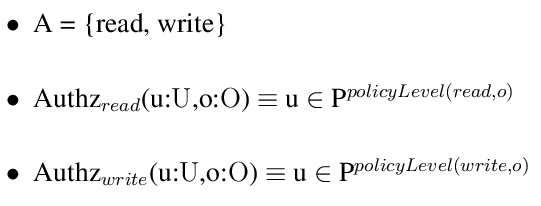 • A = {read, write}
• Authz_read(u:U,o:O) ≡ u ∈ P^policyLevel(read,o)
• Authz_write(u:U,o:O) ≡ u ∈ P^policyLevel(write,o)